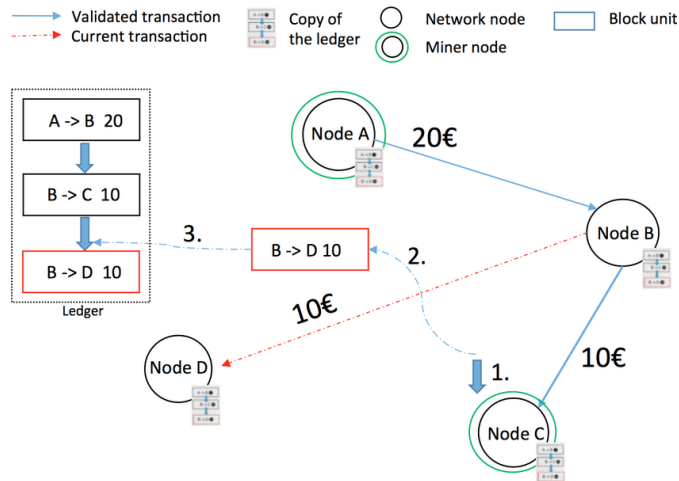 Validated transaction
Current transaction
Copy of
the ledger
Network node
Miner node
Block unit
A -> B 20
B -> C 10
B -> D 10
Ledger
3.
B -> D 10
2.
Node A
20€
Node B
10€
10€
Node D
1.
Node C